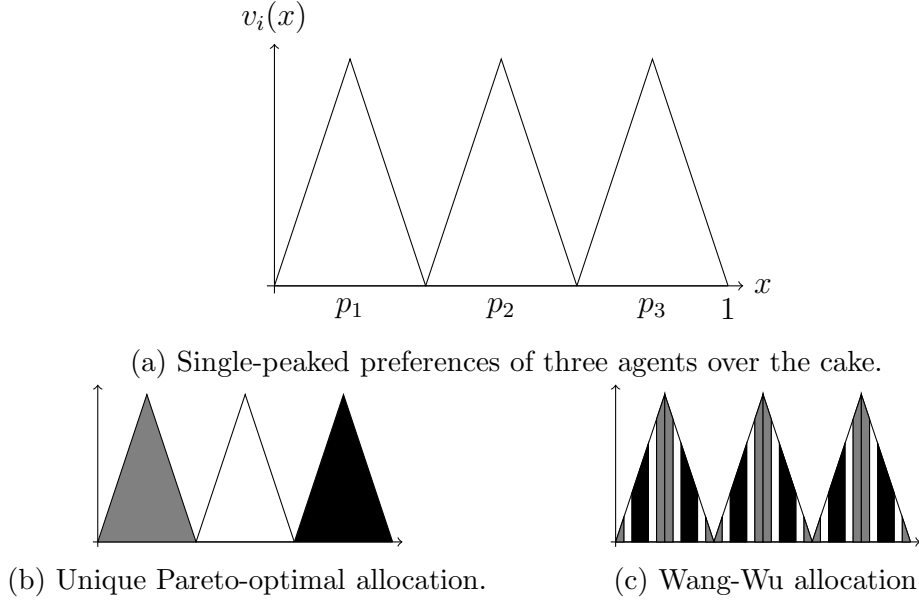 v_i(x)
x
p_1 p_2 p_3 1
(a) Single-peaked preferences of three agents over the cake.
(b) Unique Pareto-optimal allocation.
(c) Wang-Wu allocation